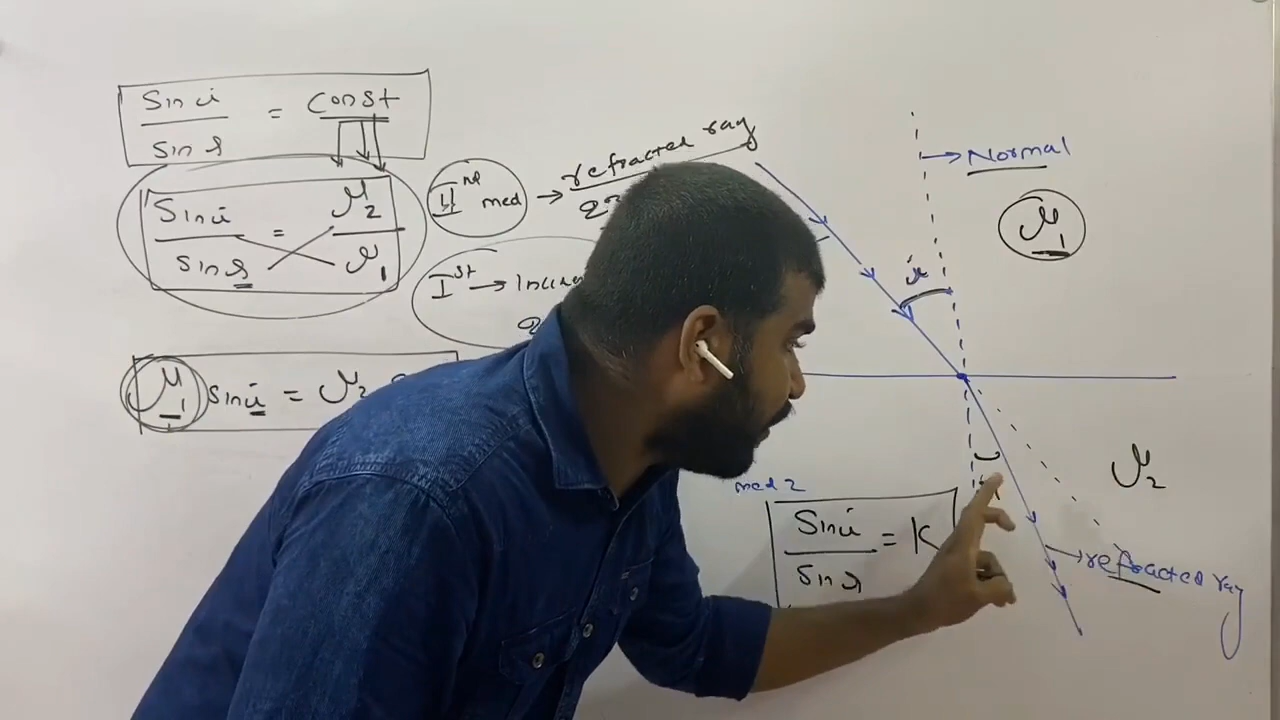 Sin i / sin r = const
Sin i / sin r = μ2 / μ1
μ1 sin i = μ2
IInd med → refracted ray
Ist →
Normal
μ1
i
μ2
med 2
Sin i / sin r = K
→ refracted ray